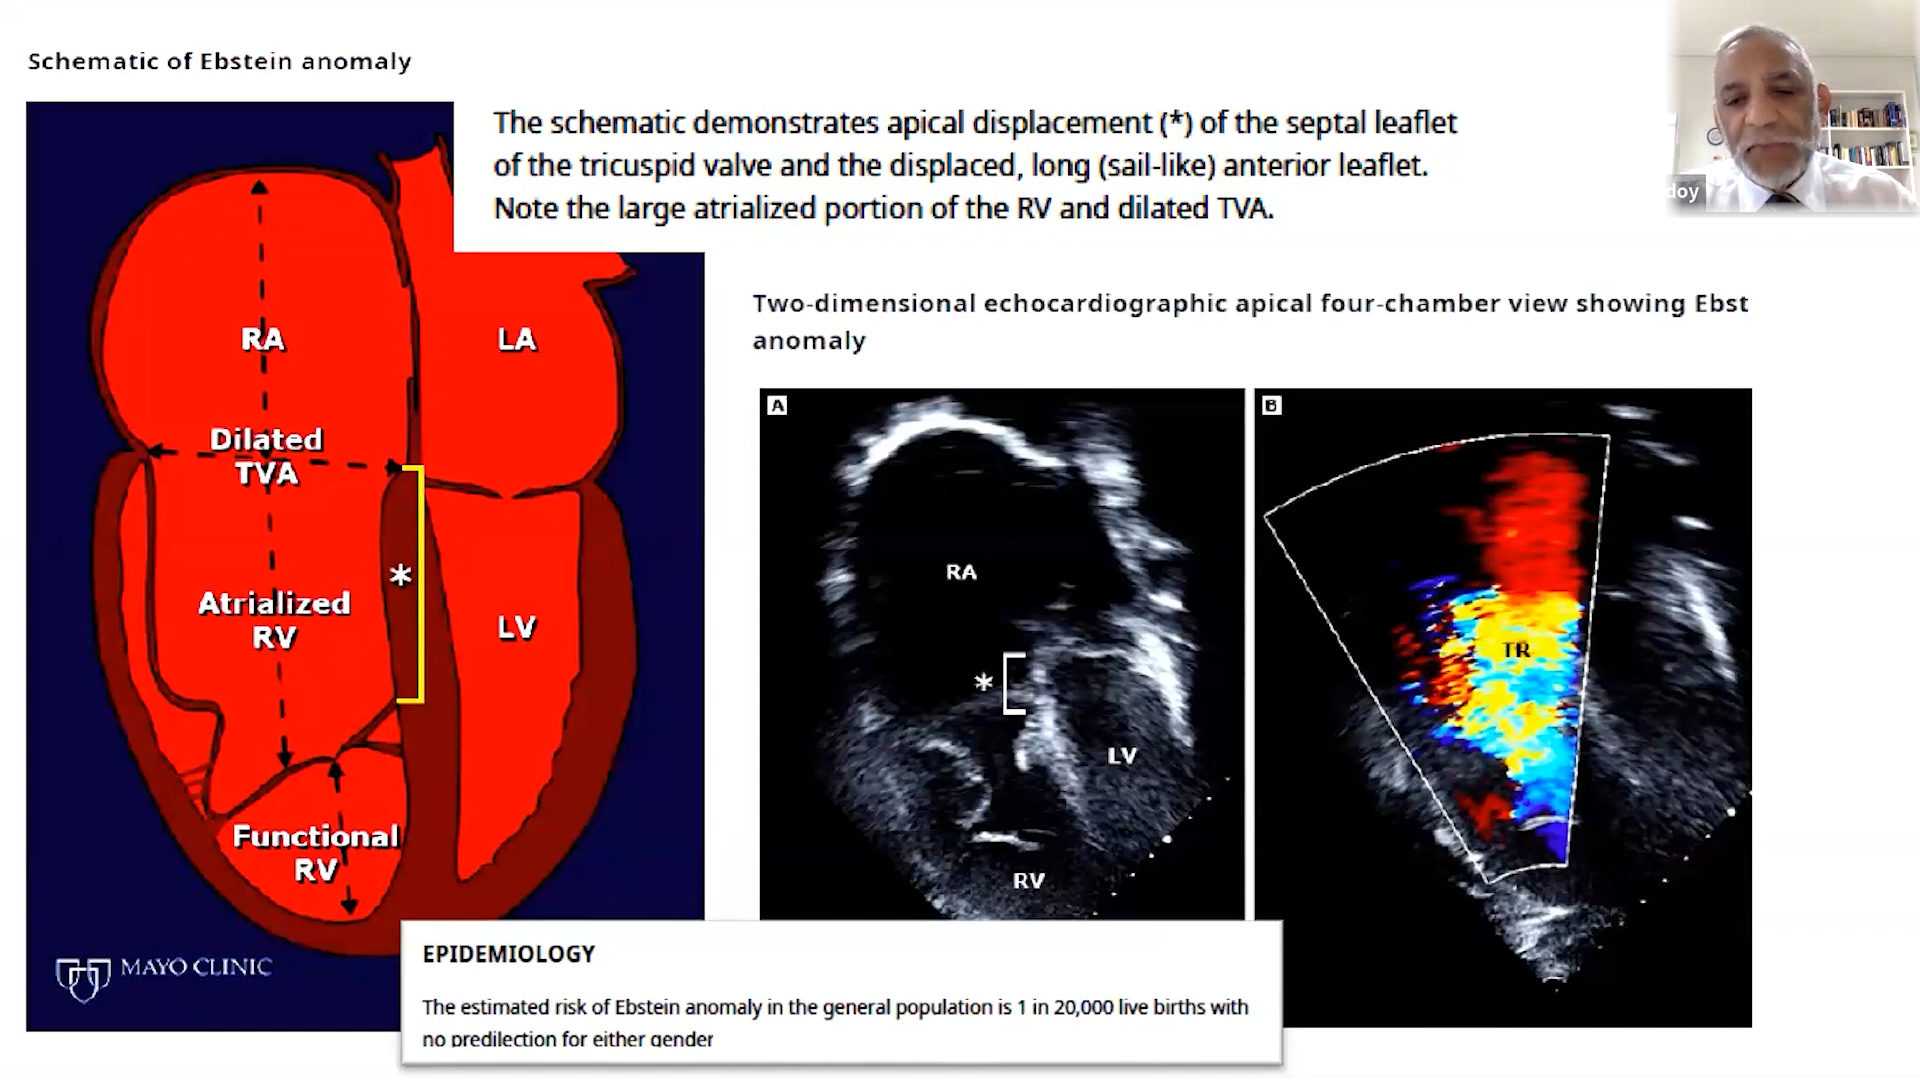 Schematic of Ebstein anomaly
The schematic demonstrates apical displacement (*) of the septal leaflet
of the tricuspid valve and the displaced, long (sail-like) anterior leaflet.
Note the large atrialized portion of the RV and dilated TVA.
doy
RA
LA
Dilated
TVA
*
Atrialized
RV
LV
Functional
RV
MAYO CLINIC
Two-dimensional echocardiographic apical four-chamber view showing Ebst
anomaly
A
RA
*
LV
RV
B
TR
EPIDEMIOLOGY
The estimated risk of Ebstein anomaly in the general population is 1 in 20,000 live births with
no predilection for either gender